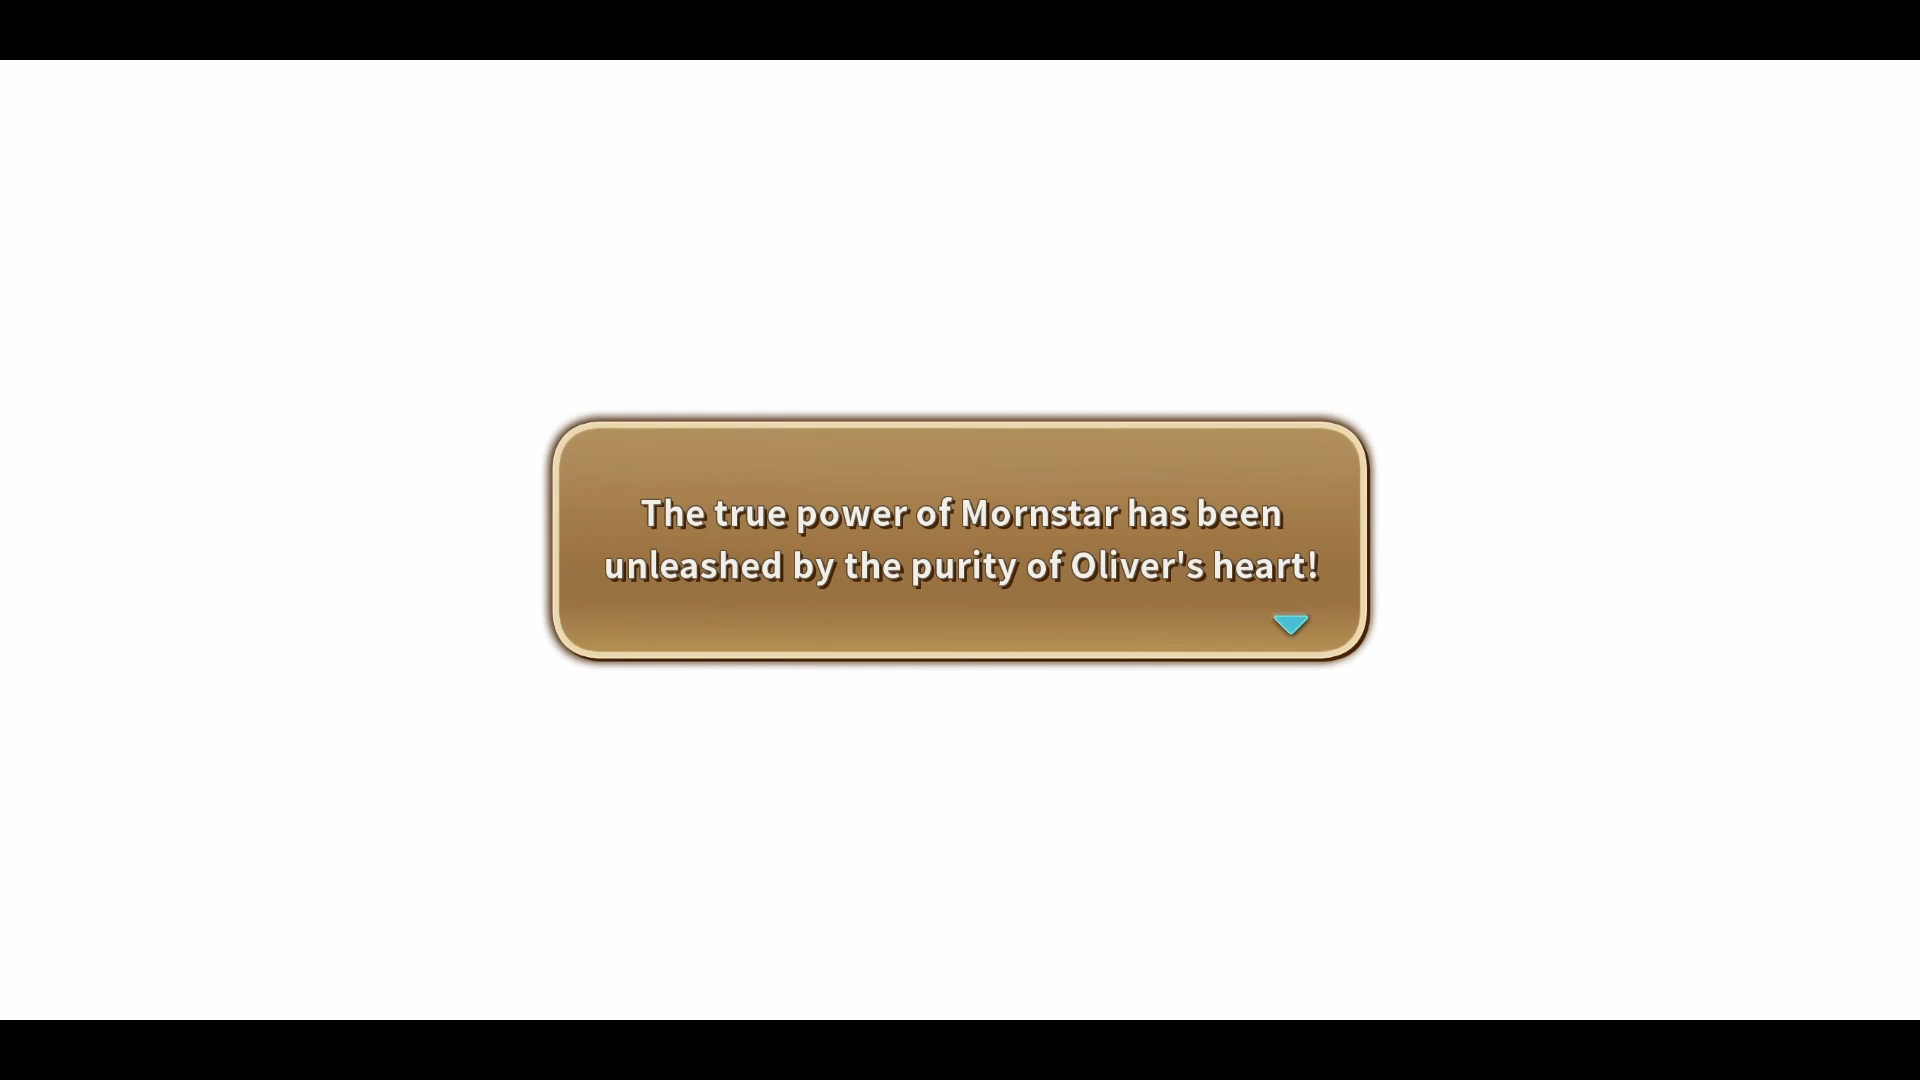 The true power of Mornstar has been
unleashed by the purity of Oliver's heart!